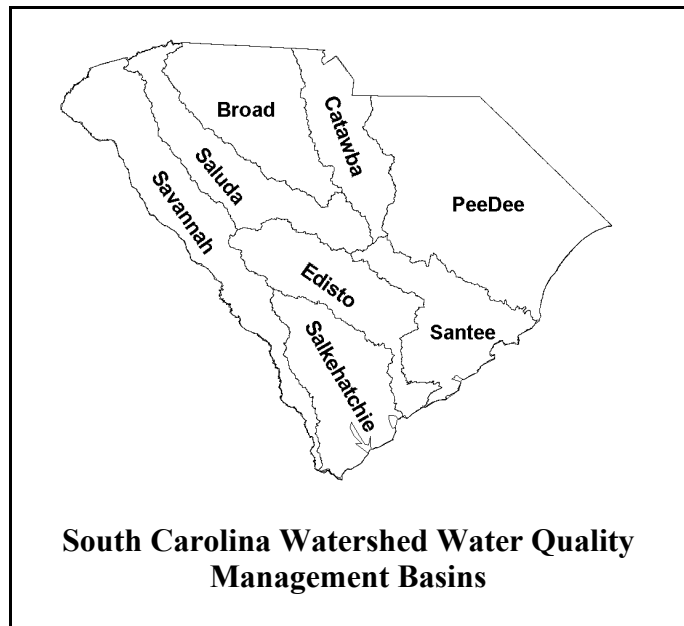 Broad
Catawba
Saluda
Savannah
PeeDee
Edisto
Santee
Salkehatchie
South Carolina Watershed Water Quality
Management Basins